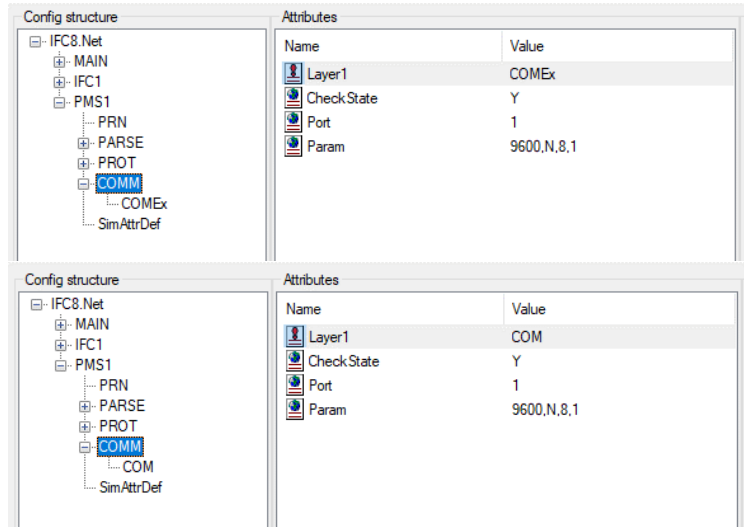 Config structure
Attributes
IFC8.Net
MAIN
IFC1
PMS1
PRN
PARSE
PROT
COMM
COMEx
SimAttrDef
Name Value
Layer1 COMEx
CheckState Y
Port 1
Param 9600,N,8,1
Config structure
Attributes
IFC8.Net
MAIN
IFC1
PMS1
PRN
PARSE
PROT
COMM
COM
SimAttrDef
Name Value
Layer1 COM
CheckState Y
Port 1
Param 9600,N,8,1